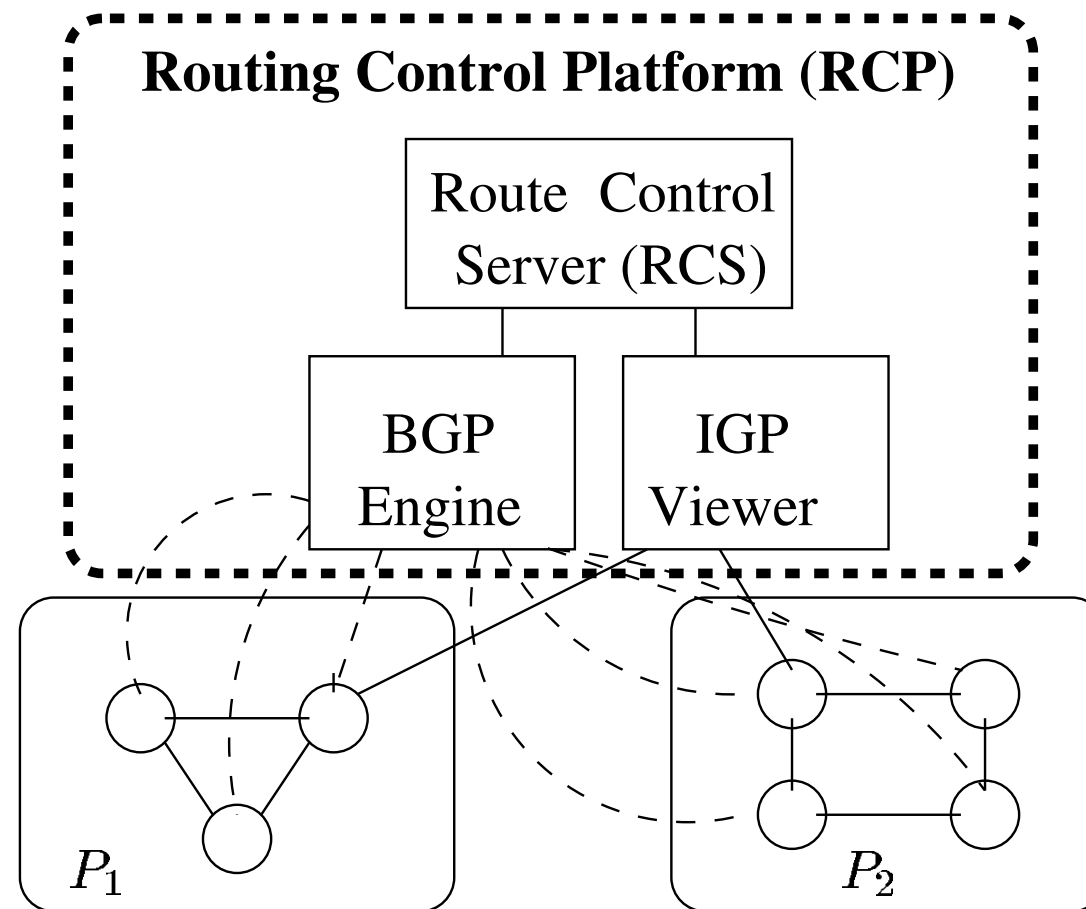 Routing Control Platform (RCP)
Route Control
Server (RCS)
BGP
Engine
IGP
Viewer
P1
P2